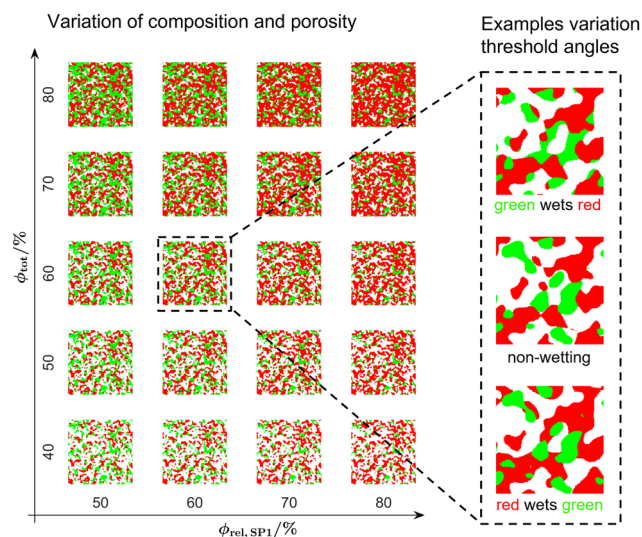 Variation of composition and porosity
Examples variation
threshold angles
80
70
60
50
40
ϕtot/%
50
60
70
80
ϕrel, SP1/%
green wets red
non-wetting
red wets green